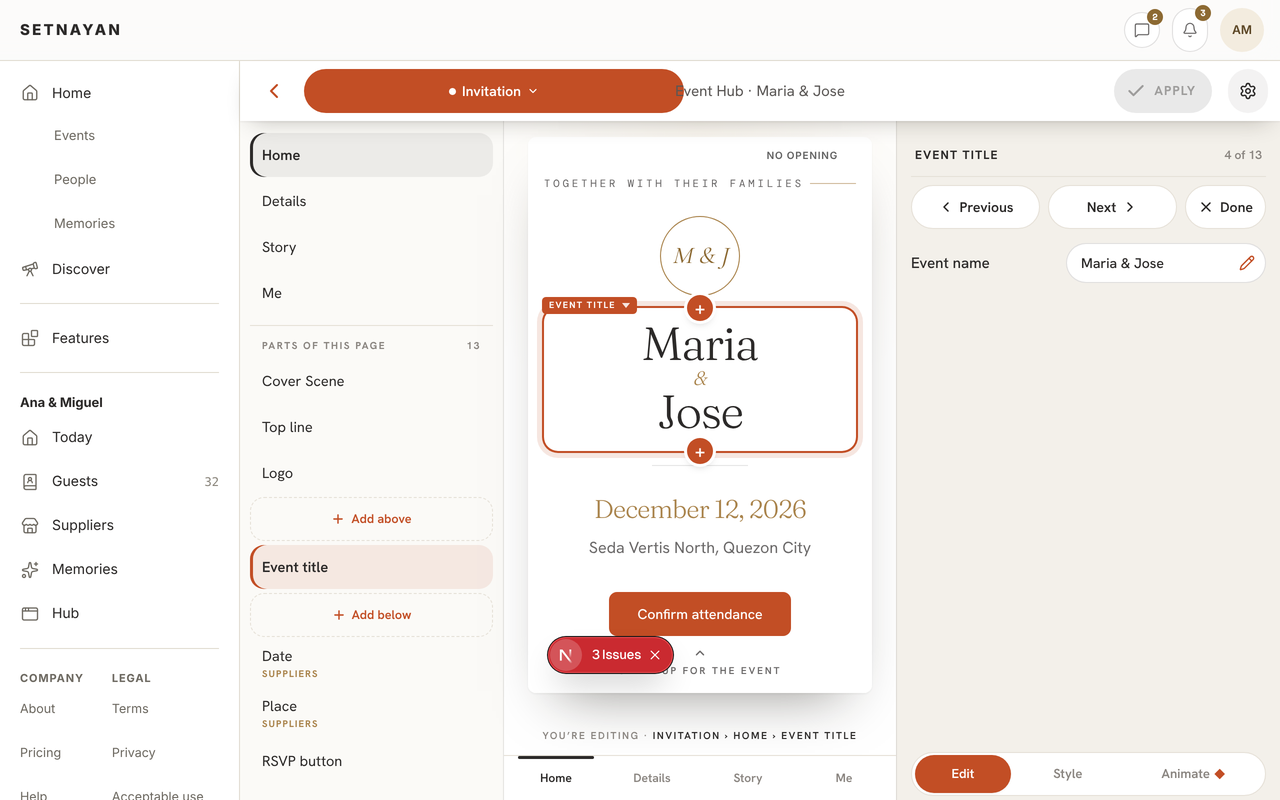 SETNAYAN
2
3
AM
Home
Events
People
Memories
Discover
Features
Ana & Miguel
Today
Guests 32
Suppliers
Memories
Hub
COMPANY LEGAL
About Terms
Pricing Privacy
Help Acceptable use
Invitation
Event Hub · Maria & Jose
APPLY
Home
Details
Story
Me
PARTS OF THIS PAGE 13
Cover Scene
Top line
Logo
+ Add above
Event title
+ Add below
Date
SUPPLIERS
Place
SUPPLIERS
RSVP button
NO OPENING
TOGETHER WITH THEIR FAMILIES
M & J
EVENT TITLE
+
Maria
&
Jose
+
December 12, 2026
Seda Vertis North, Quezon City
Confirm attendance
N 3 Issues
UP FOR THE EVENT
YOU'RE EDITING · INVITATION › HOME › EVENT TITLE
Home Details Story Me
EVENT TITLE 4 of 13
Previous Next Done
Event name Maria & Jose
Edit Style Animate